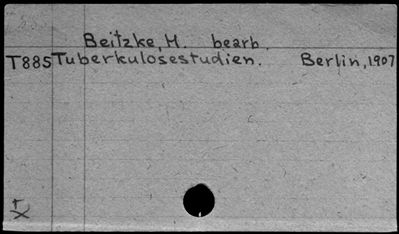 Beitzke, H. bearb.
T885 Tuberkulosestudien. Berlin, 1907